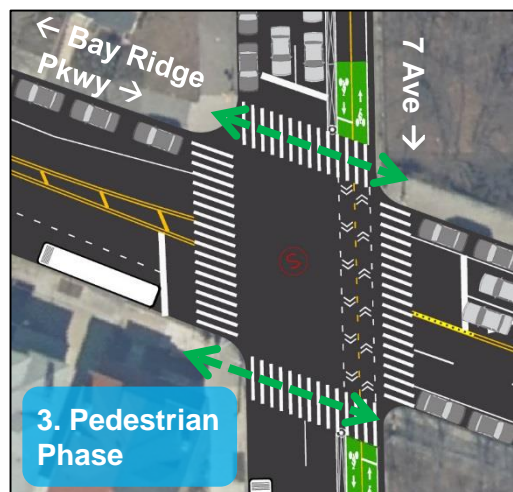 ← Bay Ridge
Pkwy →
7 Ave →
S
3. Pedestrian
Phase